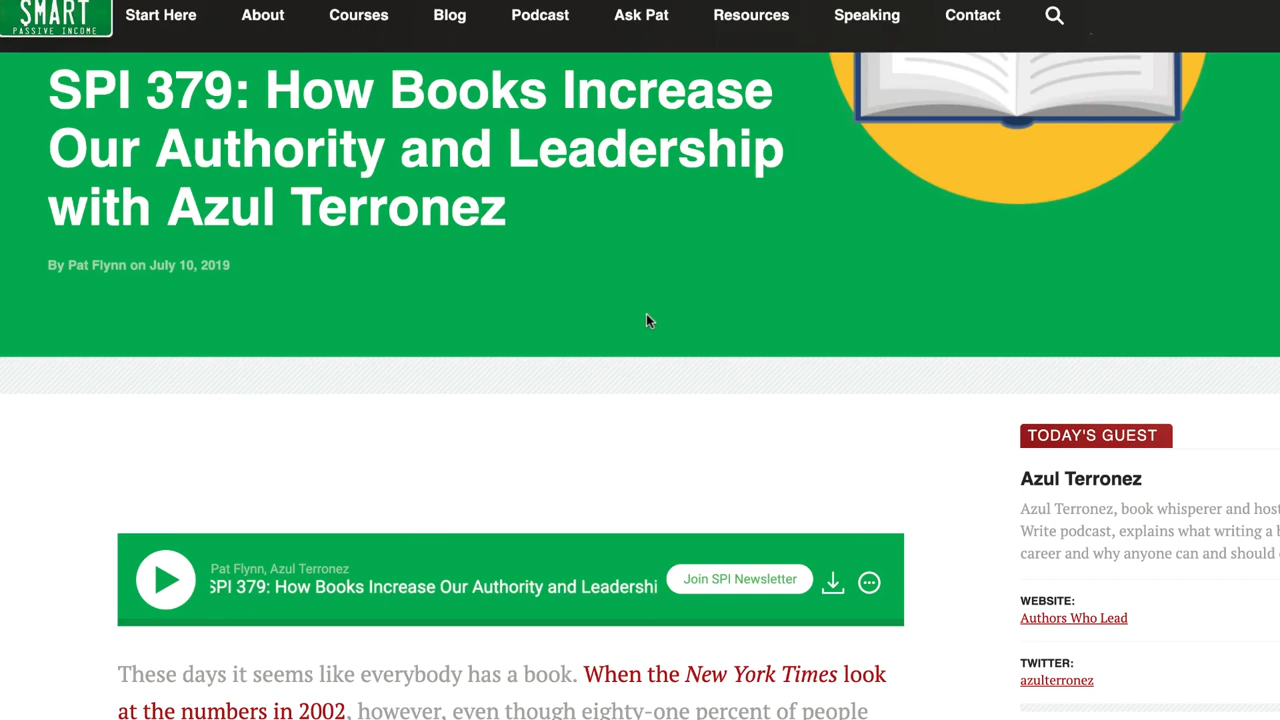 SMART
PASSIVE INCOME
Start Here
About
Courses
Blog
Podcast
Ask Pat
Resources
Speaking
Contact
SPI 379: How Books Increase
Our Authority and Leadership
with Azul Terronez
By Pat Flynn on July 10, 2019
Pat Flynn, Azul Terronez
SPI 379: How Books Increase Our Authority and Leadershi
Join SPI Newsletter
These days it seems like everybody has a book. When the New York Times look
at the numbers in 2002, however, even though eighty-one percent of people
TODAY'S GUEST
Azul Terronez
Azul Terronez, book whisperer and host
Write podcast, explains what writing a b
career and why anyone can and should
WEBSITE:
Authors Who Lead
TWITTER:
azulterronez